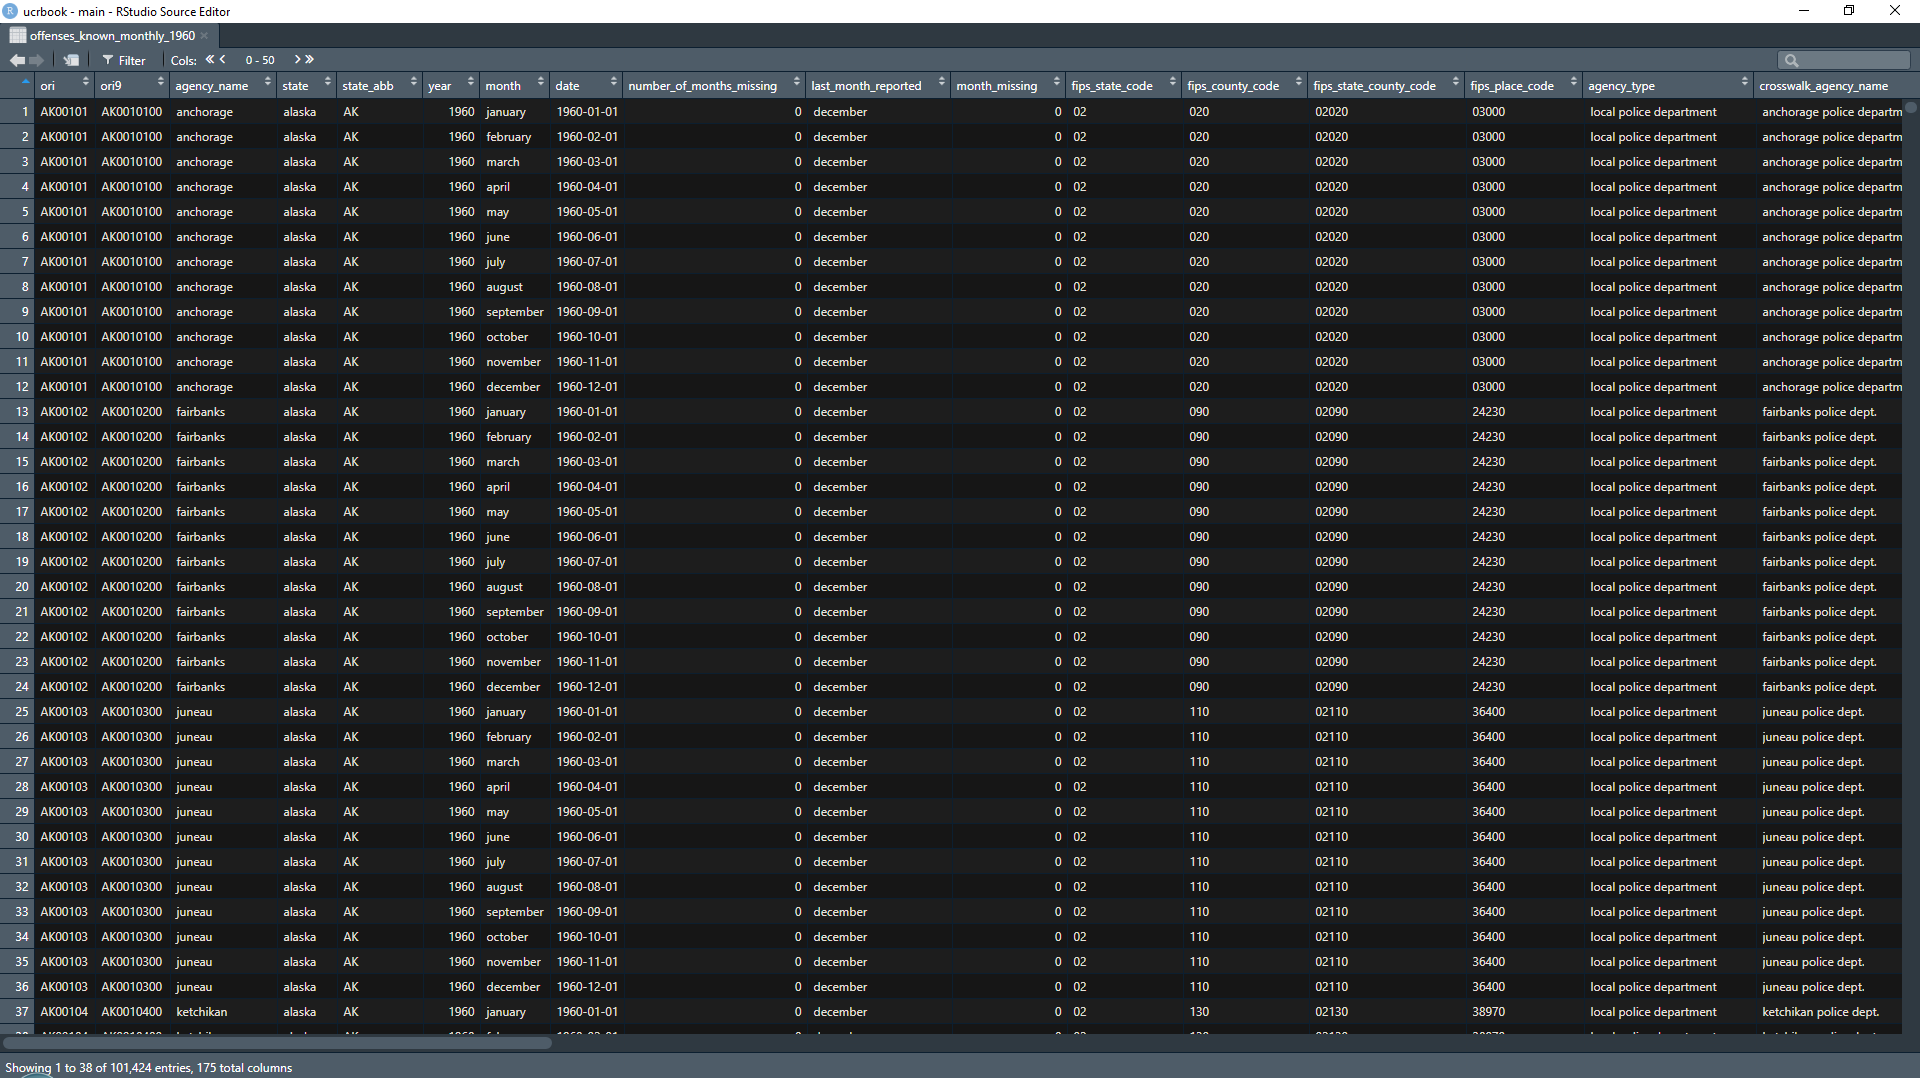 R ucrbook - main - RStudio Source Editor
offenses_known_monthly_1960
Filter Cols: 0 - 50
ori ori9 agency_name state state_abb year month date number_of_months_missing last_month_reported month_missing fips_state_code fips_county_code fips_state_county_code fips_place_code agency_type crosswalk_agency_name
1 AK00101 AK0010100 anchorage alaska AK 1960 january 1960-01-01 0 december 0 02 020 02020 03000 local police department anchorage police departm
2 AK00101 AK0010100 anchorage alaska AK 1960 february 1960-02-01 0 december 0 02 020 02020 03000 local police department anchorage police departm
3 AK00101 AK0010100 anchorage alaska AK 1960 march 1960-03-01 0 december 0 02 020 02020 03000 local police department anchorage police departm
4 AK00101 AK0010100 anchorage alaska AK 1960 april 1960-04-01 0 december 0 02 020 02020 03000 local police department anchorage police departm
5 AK00101 AK0010100 anchorage alaska AK 1960 may 1960-05-01 0 december 0 02 020 02020 03000 local police department anchorage police departm
6 AK00101 AK0010100 anchorage alaska AK 1960 june 1960-06-01 0 december 0 02 020 02020 03000 local police department anchorage police departm
7 AK00101 AK0010100 anchorage alaska AK 1960 july 1960-07-01 0 december 0 02 020 02020 03000 local police department anchorage police departm
8 AK00101 AK0010100 anchorage alaska AK 1960 august 1960-08-01 0 december 0 02 020 02020 03000 local police department anchorage police departm
9 AK00101 AK0010100 anchorage alaska AK 1960 september 1960-09-01 0 december 0 02 020 02020 03000 local police department anchorage police departm
10 AK00101 AK0010100 anchorage alaska AK 1960 october 1960-10-01 0 december 0 02 020 02020 03000 local police department anchorage police departm
11 AK00101 AK0010100 anchorage alaska AK 1960 november 1960-11-01 0 december 0 02 020 02020 03000 local police department anchorage police departm
12 AK00101 AK0010100 anchorage alaska AK 1960 december 1960-12-01 0 december 0 02 020 02020 03000 local police department anchorage police departm
13 AK00102 AK0010200 fairbanks alaska AK 1960 january 1960-01-01 0 december 0 02 090 02090 24230 local police department fairbanks police dept.
14 AK00102 AK0010200 fairbanks alaska AK 1960 february 1960-02-01 0 december 0 02 090 02090 24230 local police department fairbanks police dept.
15 AK00102 AK0010200 fairbanks alaska AK 1960 march 1960-03-01 0 december 0 02 090 02090 24230 local police department fairbanks police dept.
16 AK00102 AK0010200 fairbanks alaska AK 1960 april 1960-04-01 0 december 0 02 090 02090 24230 local police department fairbanks police dept.
17 AK00102 AK0010200 fairbanks alaska AK 1960 may 1960-05-01 0 december 0 02 090 02090 24230 local police department fairbanks police dept.
18 AK00102 AK0010200 fairbanks alaska AK 1960 june 1960-06-01 0 december 0 02 090 02090 24230 local police department fairbanks police dept.
19 AK00102 AK0010200 fairbanks alaska AK 1960 july 1960-07-01 0 december 0 02 090 02090 24230 local police department fairbanks police dept.
20 AK00102 AK0010200 fairbanks alaska AK 1960 august 1960-08-01 0 december 0 02 090 02090 24230 local police department fairbanks police dept.
21 AK00102 AK0010200 fairbanks alaska AK 1960 september 1960-09-01 0 december 0 02 090 02090 24230 local police department fairbanks police dept.
22 AK00102 AK0010200 fairbanks alaska AK 1960 october 1960-10-01 0 december 0 02 090 02090 24230 local police department fairbanks police dept.
23 AK00102 AK0010200 fairbanks alaska AK 1960 november 1960-11-01 0 december 0 02 090 02090 24230 local police department fairbanks police dept.
24 AK00102 AK0010200 fairbanks alaska AK 1960 december 1960-12-01 0 december 0 02 090 02090 24230 local police department fairbanks police dept.
25 AK00103 AK0010300 juneau alaska AK 1960 january 1960-01-01 0 december 0 02 110 02110 36400 local police department juneau police dept.
26 AK00103 AK0010300 juneau alaska AK 1960 february 1960-02-01 0 december 0 02 110 02110 36400 local police department juneau police dept.
27 AK00103 AK0010300 juneau alaska AK 1960 march 1960-03-01 0 december 0 02 110 02110 36400 local police department juneau police dept.
28 AK00103 AK0010300 juneau alaska AK 1960 april 1960-04-01 0 december 0 02 110 02110 36400 local police department juneau police dept.
29 AK00103 AK0010300 juneau alaska AK 1960 may 1960-05-01 0 december 0 02 110 02110 36400 local police department juneau police dept.
30 AK00103 AK0010300 juneau alaska AK 1960 june 1960-06-01 0 december 0 02 110 02110 36400 local police department juneau police dept.
31 AK00103 AK0010300 juneau alaska AK 1960 july 1960-07-01 0 december 0 02 110 02110 36400 local police department juneau police dept.
32 AK00103 AK0010300 juneau alaska AK 1960 august 1960-08-01 0 december 0 02 110 02110 36400 local police department juneau police dept.
33 AK00103 AK0010300 juneau alaska AK 1960 september 1960-09-01 0 december 0 02 110 02110 36400 local police department juneau police dept.
34 AK00103 AK0010300 juneau alaska AK 1960 october 1960-10-01 0 december 0 02 110 02110 36400 local police department juneau police dept.
35 AK00103 AK0010300 juneau alaska AK 1960 november 1960-11-01 0 december 0 02 110 02110 36400 local police department juneau police dept.
36 AK00103 AK0010300 juneau alaska AK 1960 december 1960-12-01 0 december 0 02 110 02110 36400 local police department juneau police dept.
37 AK00104 AK0010400 ketchikan alaska AK 1960 january 1960-01-01 0 december 0 02 130 02130 38970 local police department ketchikan police dept.
Showing 1 to 38 of 101,424 entries, 175 total columns